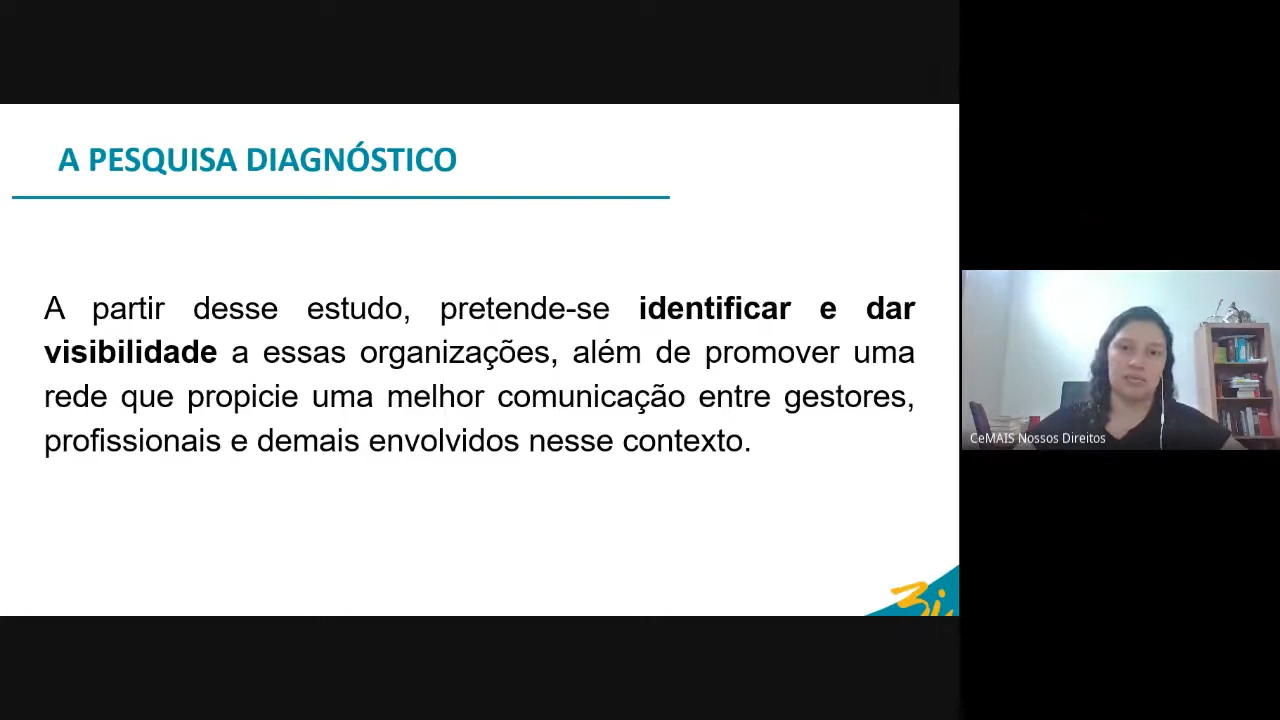 A PESQUISA DIAGNÓSTICO
A partir desse estudo, pretende-se identificar e dar
visibilidade a essas organizações, além de promover uma
rede que propicie uma melhor comunicação entre gestores,
profissionais e demais envolvidos nesse contexto.
CeMAIS Nossos Direitos